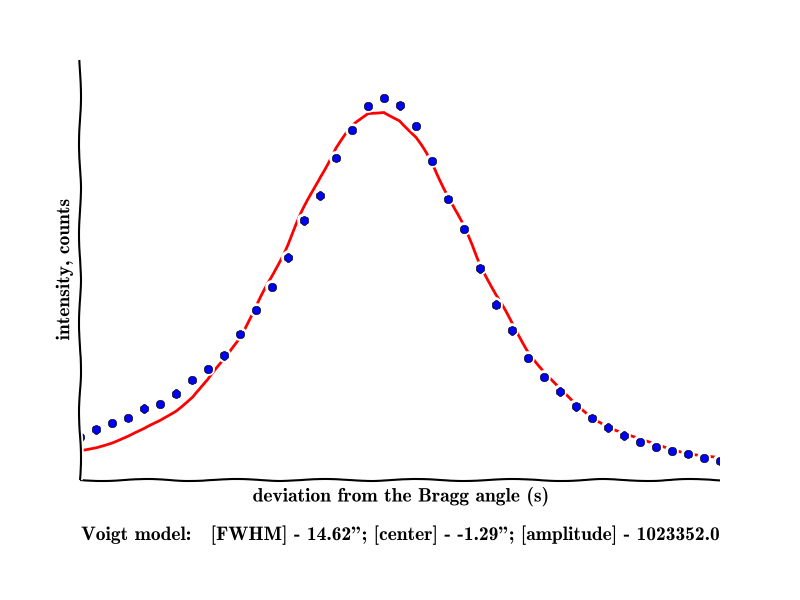 intensity, counts
deviation from the Bragg angle (s)
Voigt model: [FWHM] - 14.62”; [center] - -1.29”; [amplitude] - 1023352.0